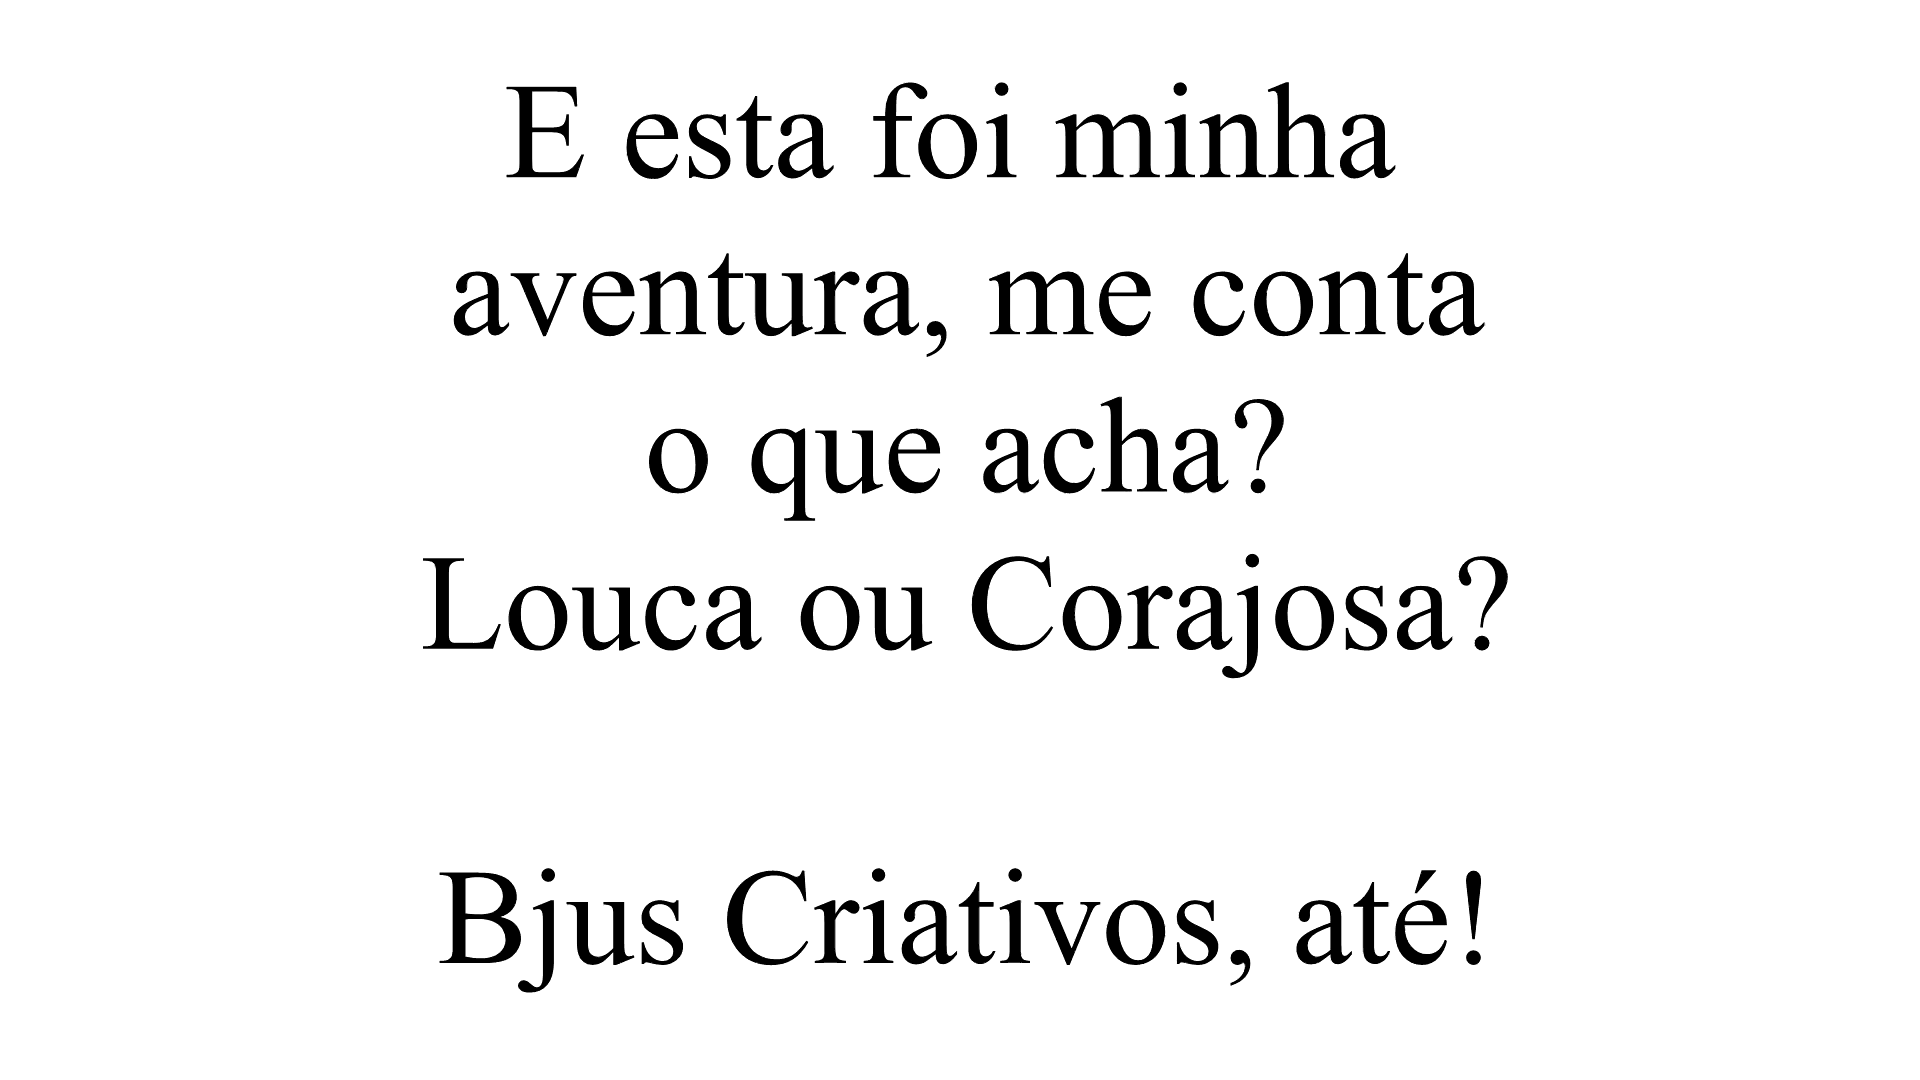 E esta foi minha
aventura, me conta
o que acha?
Louca ou Corajosa?
Bjus Criativos, até!